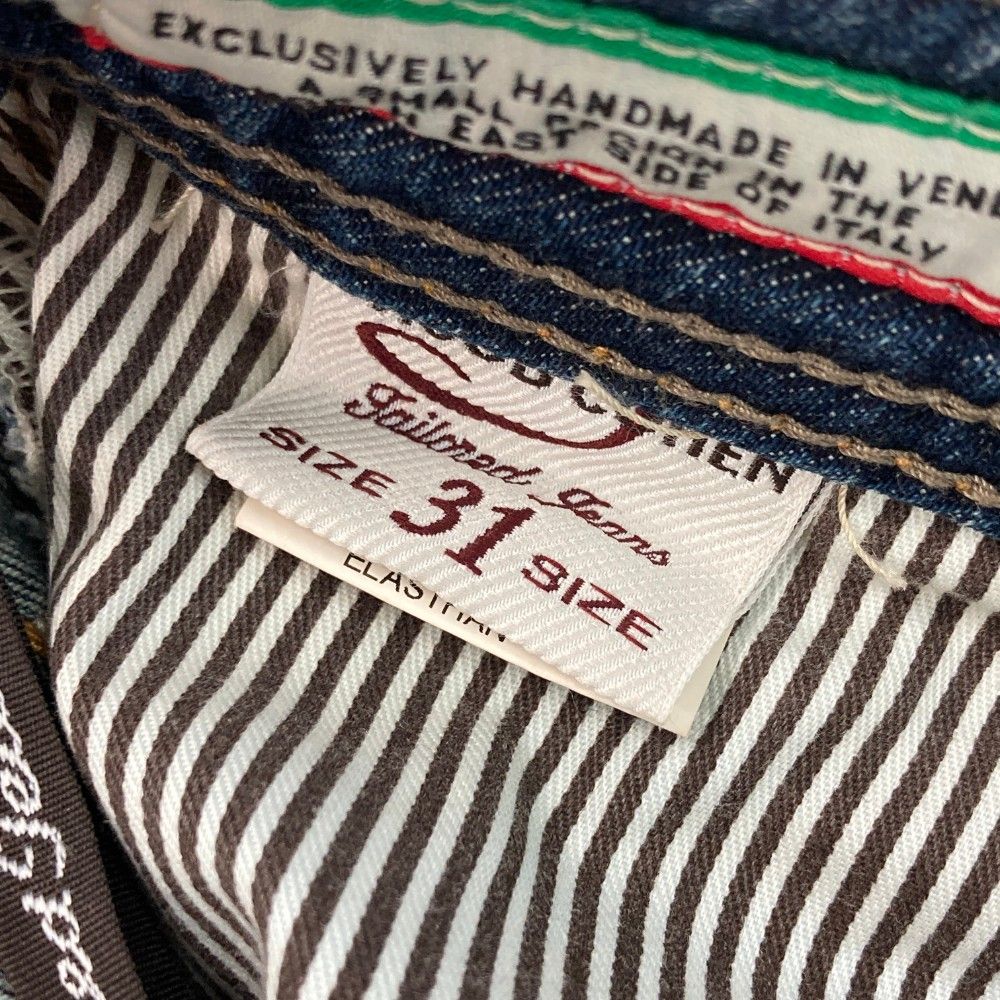 EXCLUSIVELY HANDMADE IN VENE
A SMALL DESIGN IN THE
EAST SIDE OF ITALY
Tailored Jeans
SIZE 31 SIZE
ELASTHAN